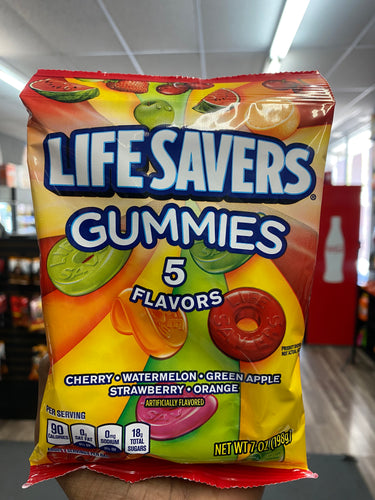 LIFE SAVERS®
GUMMIES
5
FLAVORS
CHERRY • WATERMELON • GREEN APPLE
STRAWBERRY • ORANGE
ARTIFICIALLY FLAVORED
PER SERVING
90 CALORIES
0g SAT FAT
0mg SODIUM
18g TOTAL SUGARS
NET WT 7 OZ (198g)